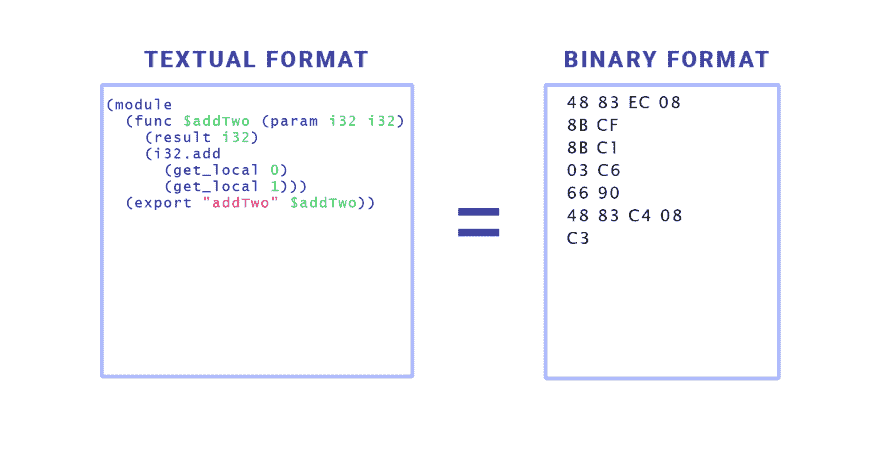 TEXTUAL FORMAT
(module
  (func $addTwo (param i32 i32)
    (result i32)
    (i32.add
      (get_local 0)
      (get_local 1)))
  (export "addTwo" $addTwo))
=
BINARY FORMAT
48 83 EC 08
8B CF
8B C1
03 C6
66 90
48 83 C4 08
C3